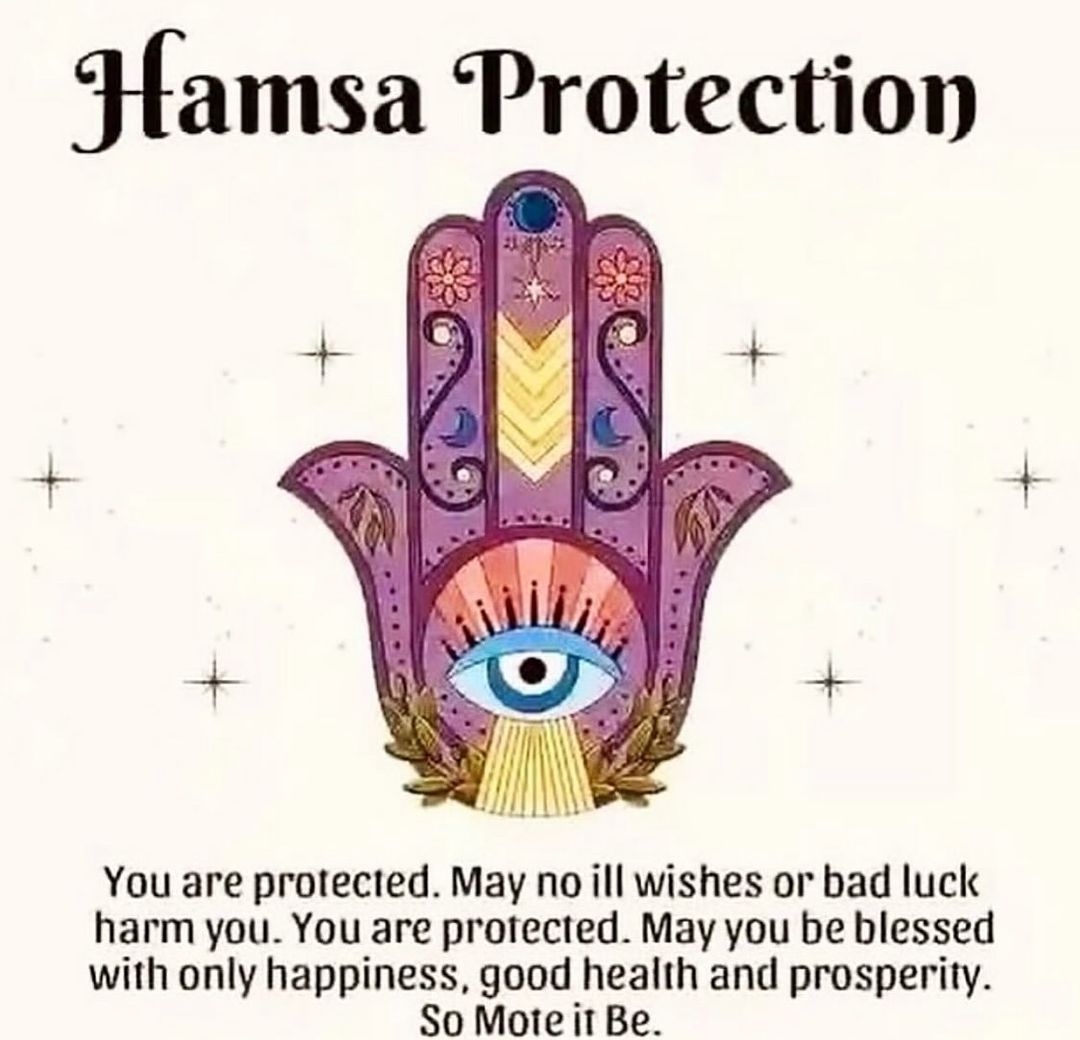 Hamsa Protection
You are protected. May no ill wishes or bad luck
harm you. You are protected. May you be blessed
with only happiness, good health and prosperity.
So Mote it Be.